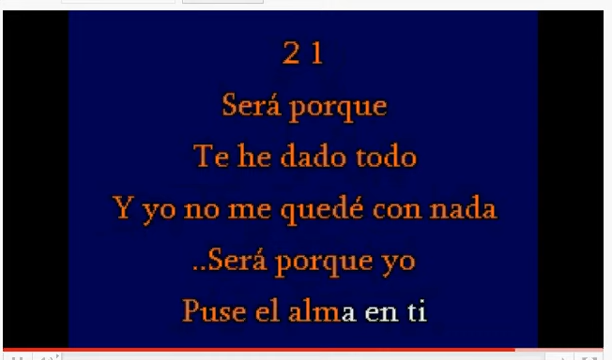 2 1
Será porque
Te he dado todo
Y yo no me quedé con nada
..Será porque yo
Puse el alma en ti